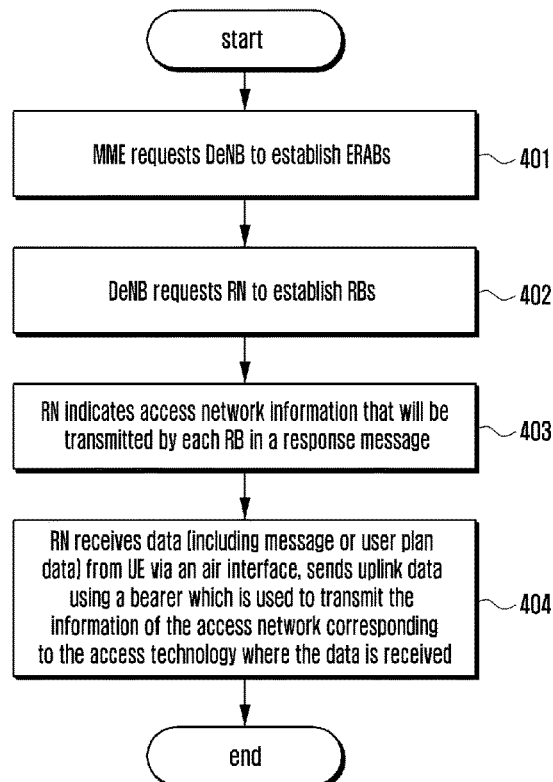 start
MME requests DeNB to establish ERABs
401
DeNB requests RN to establish RBs
402
RN indicates access network information that will be
transmitted by each RB in a response message
403
RN receives data (including message or user plan
data) from UE via an air interface, sends uplink data
using a bearer which is used to transmit the
information of the access network corresponding
to the access technology where the data is received
404
end